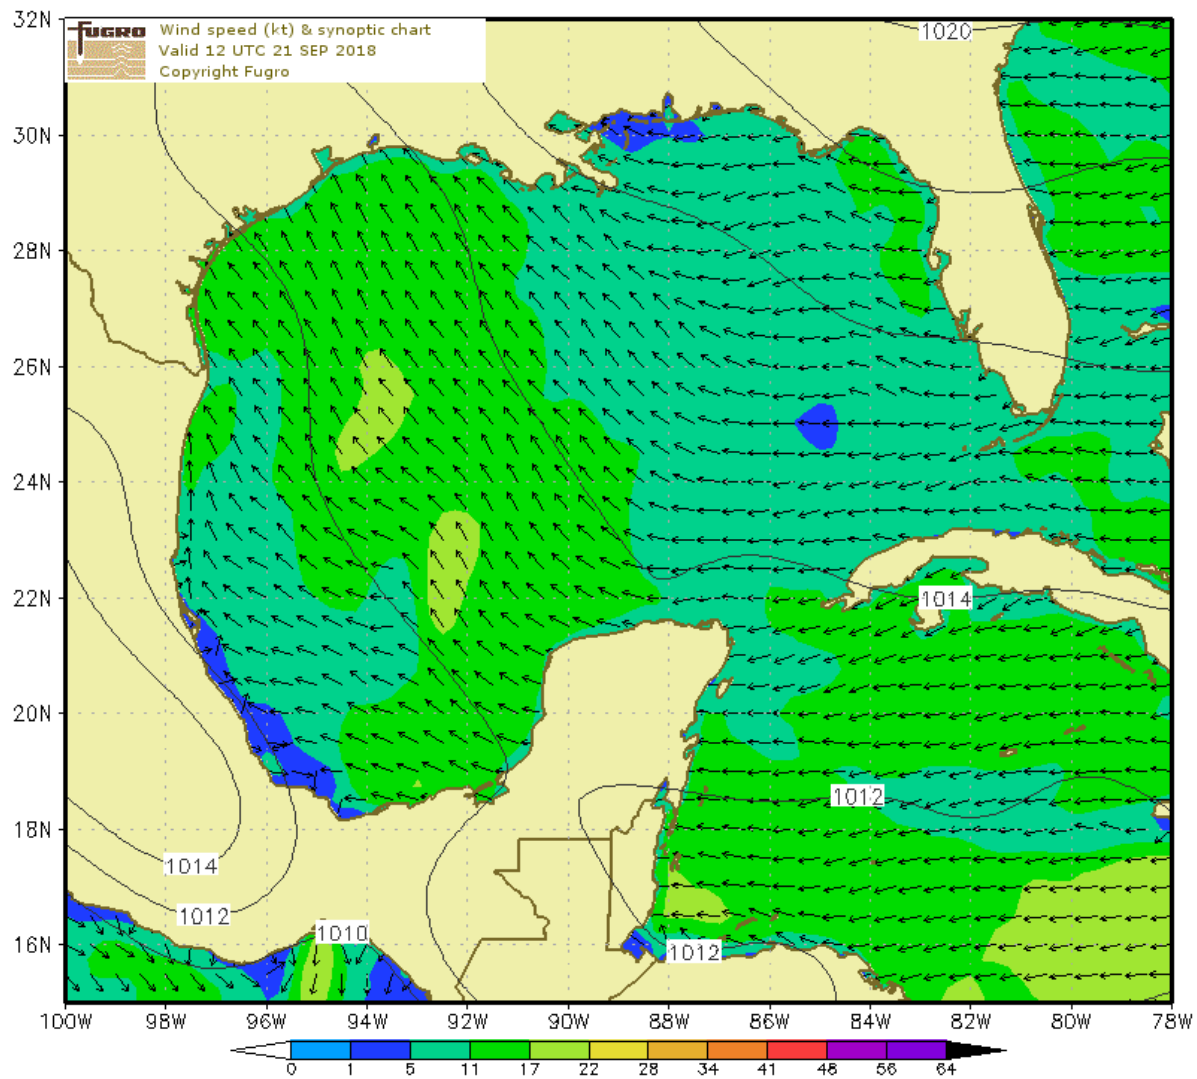 32N
FUGRO
Wind speed (kt) & synoptic chart
Valid 12 UTC 21 SEP 2018
Copyright Fugro
1020
30N
28N
26N
24N
22N
1014
20N
1012
18N
1014
1012
1010
16N
1012
100W 98W 96W 94W 92W 90W 88W 86W 84W 82W 80W 78W
0 1 5 11 17 22 28 34 41 48 56 64